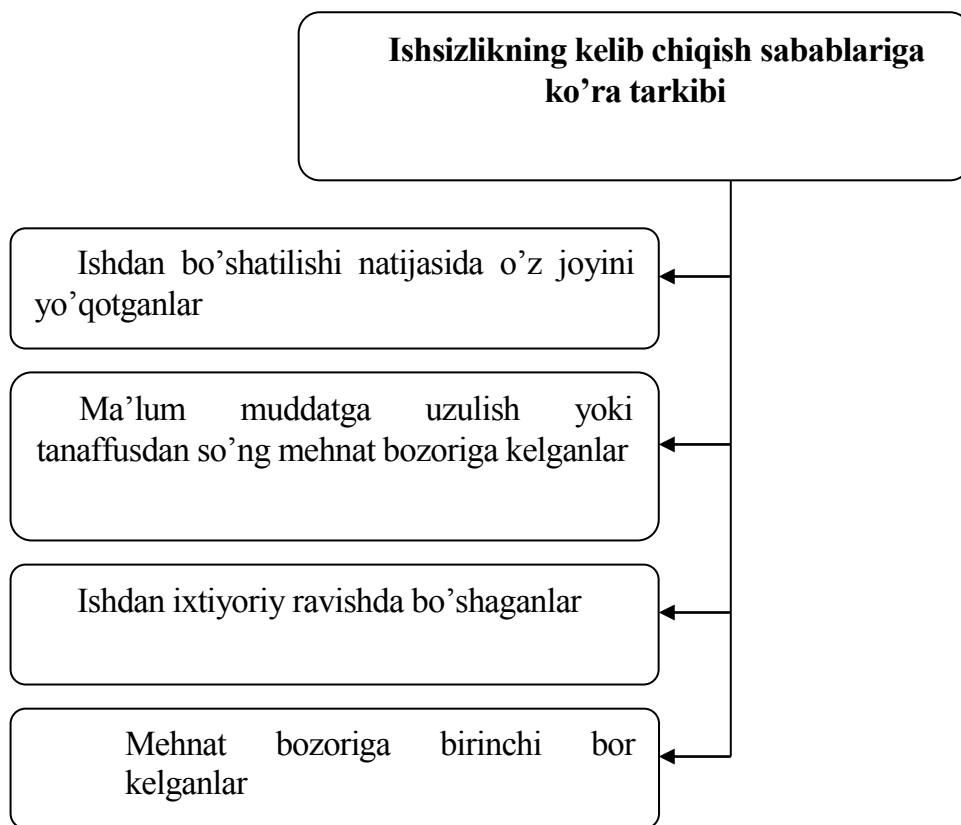 Ishsizlikning kelib chiqish sabablariga
ko’ra tarkibi
Ishdan bo’shatilishi natijasida o’z joyini
yo’qotganlar
Ma’lum muddatga uzulish yoki
tanaffusdan so’ng mehnat bozoriga kelganlar
Ishdan ixtiyoriy ravishda bo’shaganlar
Mehnat bozoriga birinchi bor
kelganlar